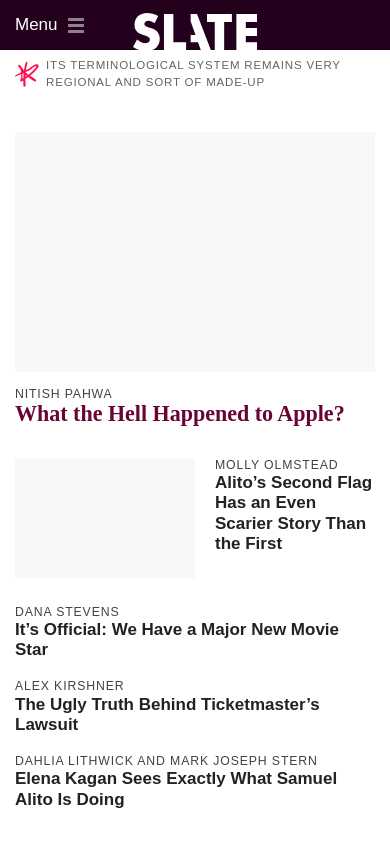 Menu
SLATE
ITS TERMINOLOGICAL SYSTEM REMAINS VERY
REGIONAL AND SORT OF MADE-UP
NITISH PAHWA
What the Hell Happened to Apple?
MOLLY OLMSTEAD
Alito’s Second Flag
Has an Even
Scarier Story Than
the First
DANA STEVENS
It’s Official: We Have a Major New Movie
Star
ALEX KIRSHNER
The Ugly Truth Behind Ticketmaster’s
Lawsuit
DAHLIA LITHWICK AND MARK JOSEPH STERN
Elena Kagan Sees Exactly What Samuel
Alito Is Doing